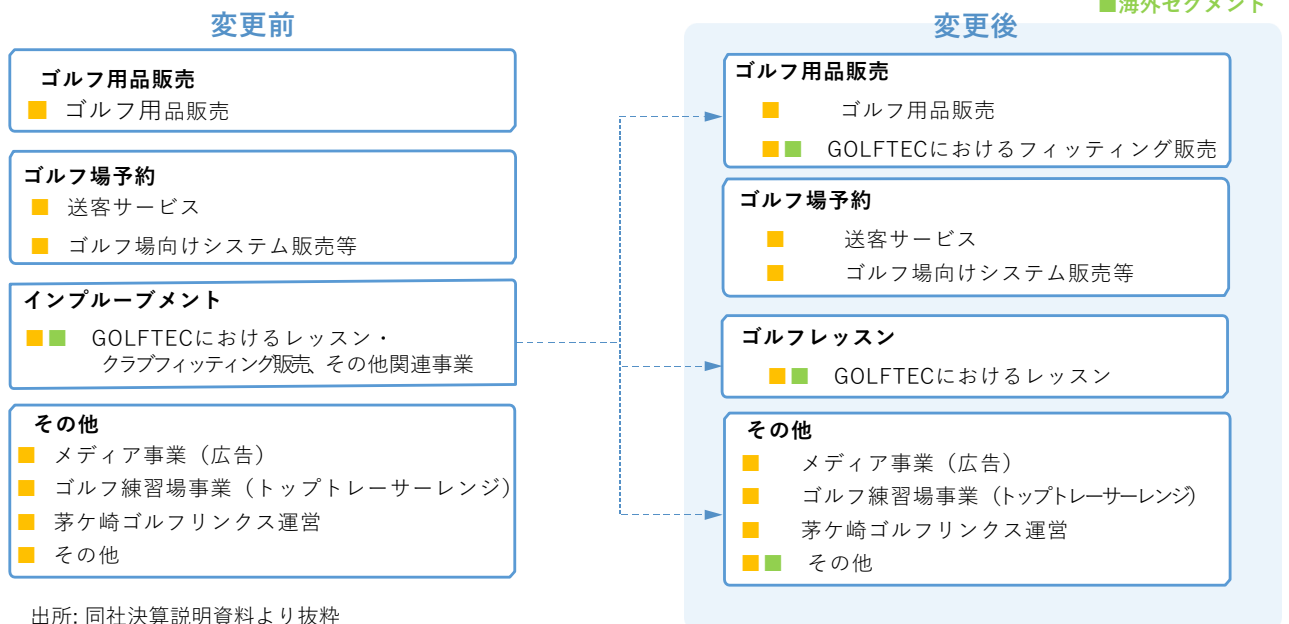 ■海外セグメント
変更前
ゴルフ用品販売
■ ゴルフ用品販売
ゴルフ場予約
■ 送客サービス
■ ゴルフ場向けシステム販売等
インプルーブメント
■■ GOLFTECにおけるレッスン・
クラブフィッティング販売、その他関連事業
その他
■ メディア事業（広告）
■ ゴルフ練習場事業（トップトレーサーレンジ）
■ 茅ケ崎ゴルフリンクス運営
■ その他
変更後
ゴルフ用品販売
■ ゴルフ用品販売
■■ GOLFTECにおけるフィッティング販売
ゴルフ場予約
■ 送客サービス
■ ゴルフ場向けシステム販売等
ゴルフレッスン
■■ GOLFTECにおけるレッスン
その他
■ メディア事業（広告）
■ ゴルフ練習場事業（トップトレーサーレンジ）
■ 茅ケ崎ゴルフリンクス運営
■■ その他
出所: 同社決算説明資料より抜粋